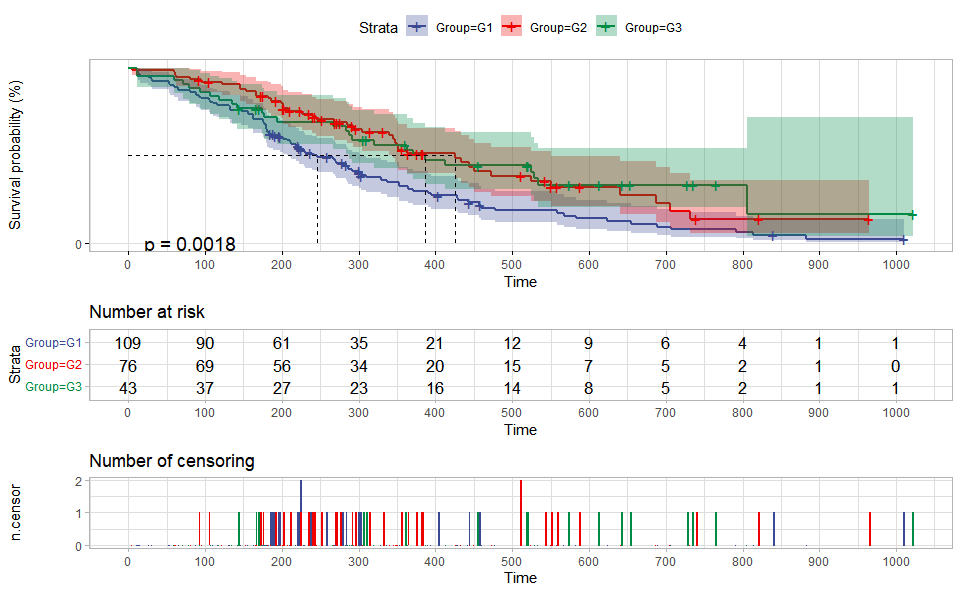 Strata Group=G1 Group=G2 Group=G3
Survival probability (%)
0
p = 0.0018
0 100 200 300 400 500 600 700 800 900 1000
Time
Number at risk
Strata
Group=G1 109 90 61 35 21 12 9 6 4 1 1
Group=G2 76 69 56 34 20 15 7 5 2 1 0
Group=G3 43 37 27 23 16 14 8 5 2 1 1
0 100 200 300 400 500 600 700 800 900 1000
Time
Number of censoring
n.censor
2
1
0
0 100 200 300 400 500 600 700 800 900 1000
Time